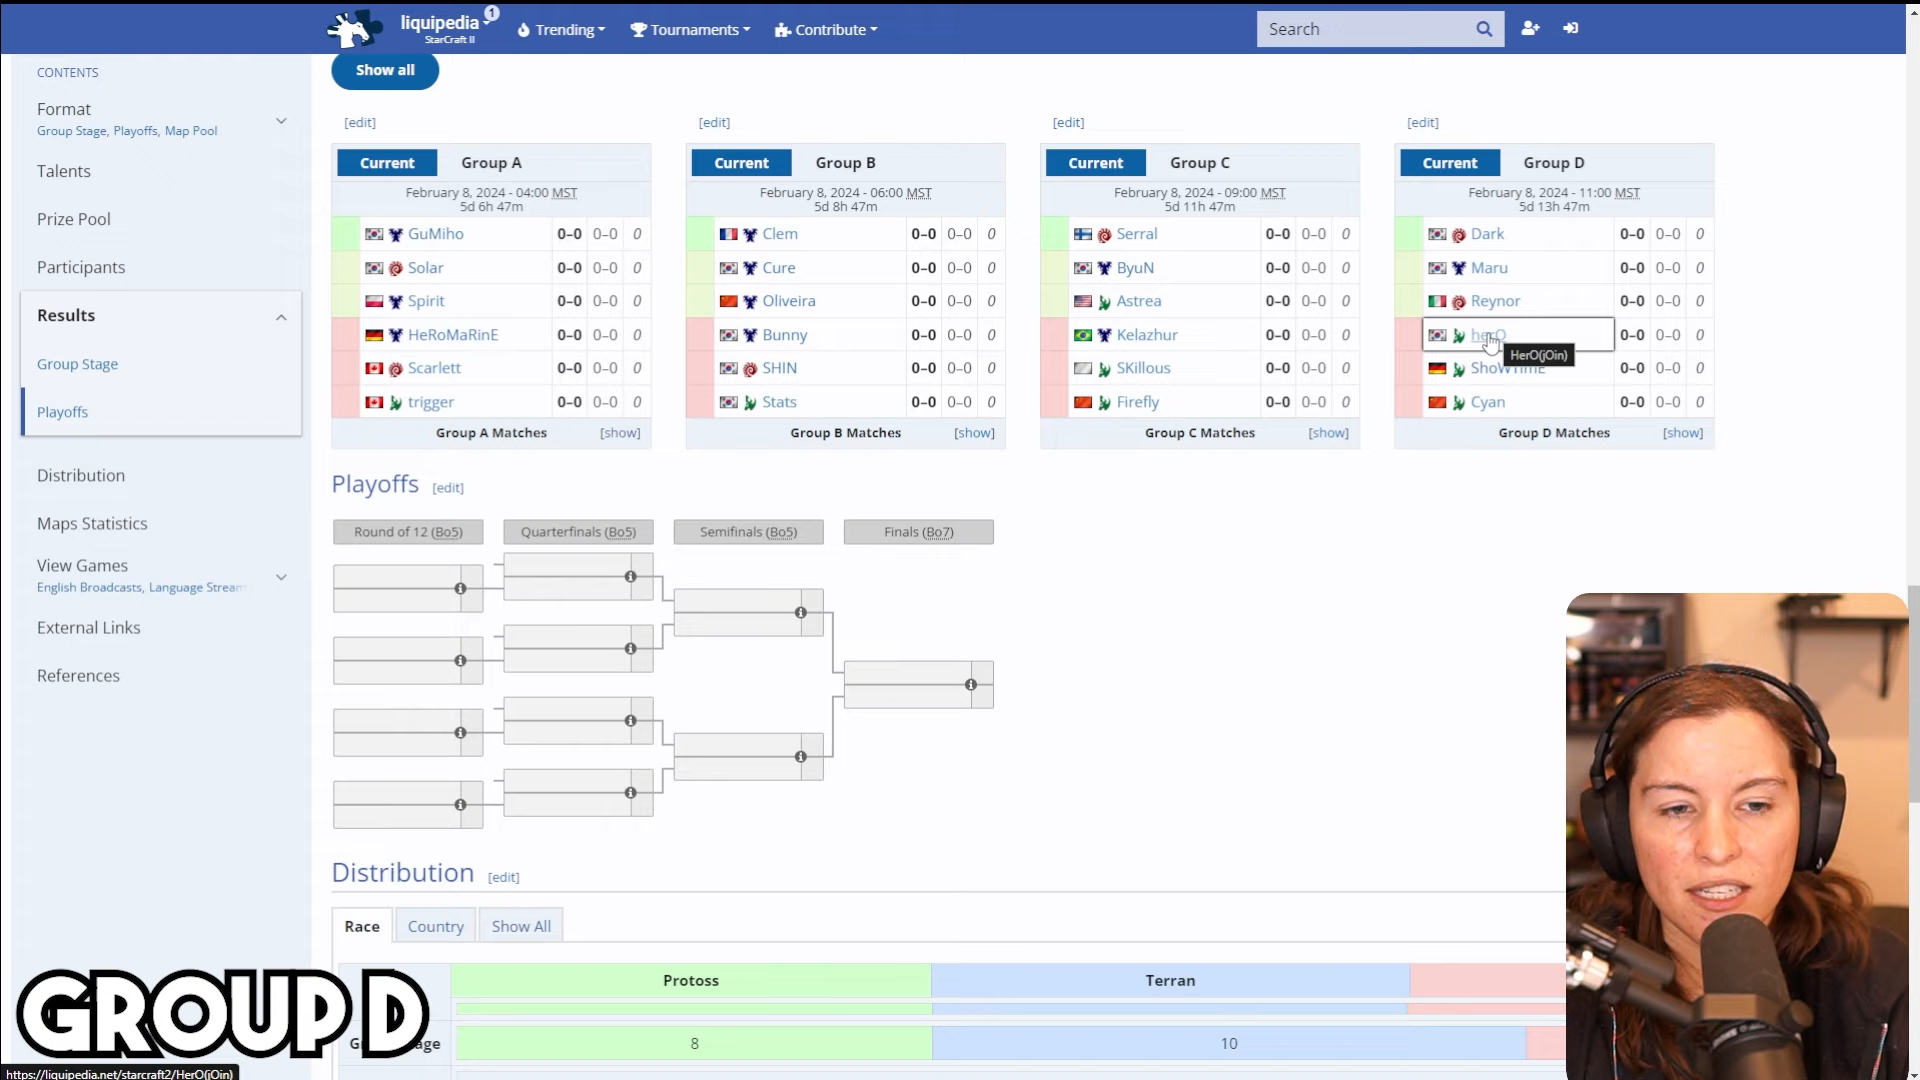 liquipedia
1
StarCraft II
Trending
Tournaments
Contribute
Search
CONTENTS
Format
Group Stage, Playoffs, Map Pool
Talents
Prize Pool
Participants
Results
Group Stage
Playoffs
Distribution
Maps Statistics
View Games
English Broadcasts, Language Stream
External Links
References
Show all
[edit]
Current Group A
February 8, 2024 - 04:00 MST
5d 6h 47m
GuMiho 0–0 0–0 0
Solar 0–0 0–0 0
Spirit 0–0 0–0 0
HeRoMaRinE 0–0 0–0 0
Scarlett 0–0 0–0 0
trigger 0–0 0–0 0
Group A Matches [show]
[edit]
Current Group B
February 8, 2024 - 06:00 MST
5d 8h 47m
Clem 0–0 0–0 0
Cure 0–0 0–0 0
Oliveira 0–0 0–0 0
Bunny 0–0 0–0 0
SHIN 0–0 0–0 0
Stats 0–0 0–0 0
Group B Matches [show]
[edit]
Current Group C
February 8, 2024 - 09:00 MST
5d 11h 47m
Serral 0–0 0–0 0
ByuN 0–0 0–0 0
Astrea 0–0 0–0 0
Kelazhur 0–0 0–0 0
SKillous 0–0 0–0 0
Firefly 0–0 0–0 0
Group C Matches [show]
[edit]
Current Group D
February 8, 2024 - 11:00 MST
5d 13h 47m
Dark 0–0 0–0 0
Maru 0–0 0–0 0
Reynor 0–0 0–0 0
herO 0–0 0–0 0
HerO(jOin)
ShoWTimE 0–0 0–0 0
Cyan 0–0 0–0 0
Group D Matches [show]
Playoffs [edit]
Round of 12 (Bo5)
Quarterfinals (Bo5)
Semifinals (Bo5)
Finals (Bo7)
Distribution [edit]
Race
Country
Show All
Protoss Terran
8 10
GROUP D
https://liquipedia.net/starcraft2/HerO(jOin)